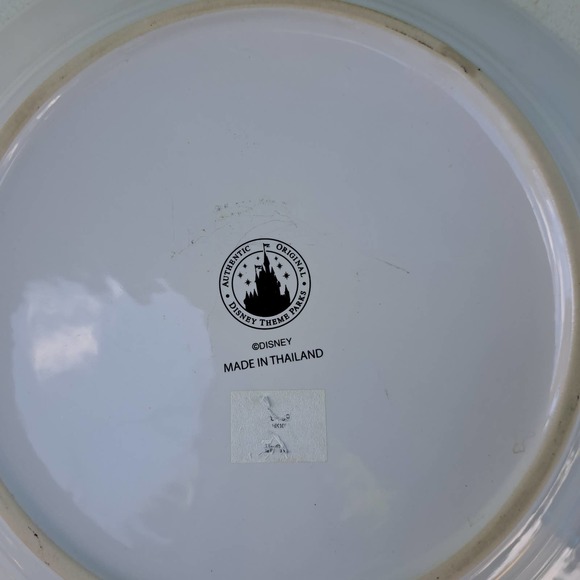 AUTHENTIC ORIGINAL
DISNEY THEME PARKS
©DISNEY
MADE IN THAILAND